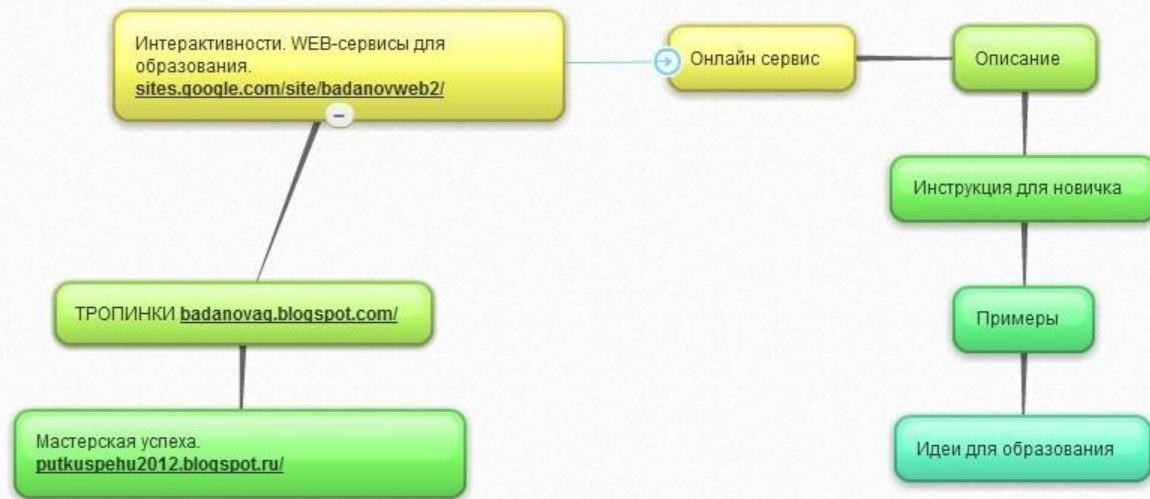 Интерактивности. WEB-сервисы для
образования.
sites.google.com/site/badanovweb2/
Онлайн сервис
Описание
Инструкция для новичка
ТРОПИНКИ badanovag.blogspot.com/
Примеры
Мастерская успеха.
putkuspehu2012.blogspot.ru/
Идеи для образования